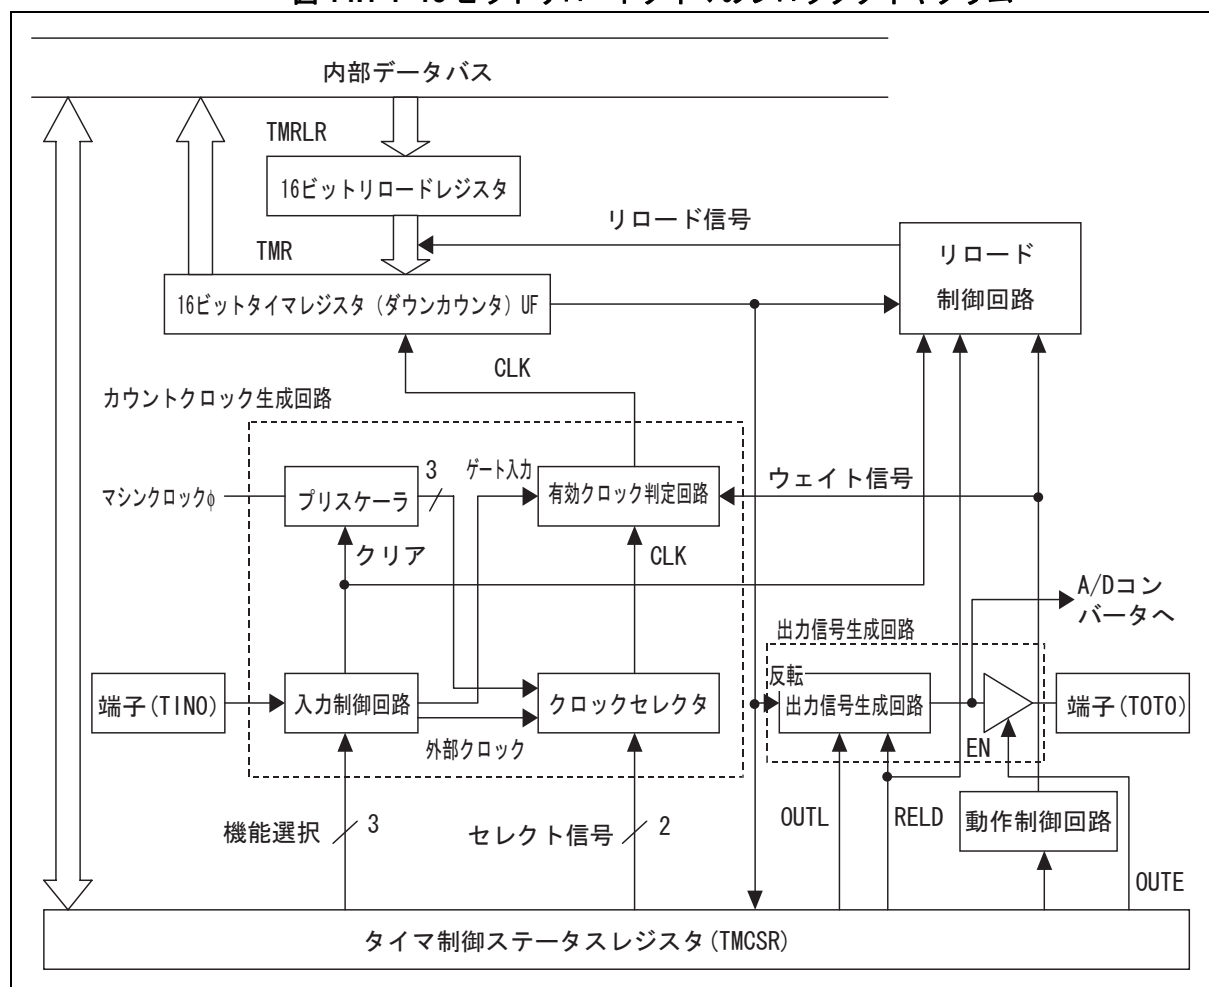 内部データバス
TMRLR
16ビットリロードレジスタ
リロード信号
リロード
制御回路
TMR
16ビットタイマレジスタ（ダウンカウンタ）UF
CLK
カウントクロック生成回路
3
ゲート入力
マシンクロックφ
プリスケーラ
有効クロック判定回路
ウェイト信号
クリア
CLK
A/Dコン
バータへ
出力信号生成回路
反転
端子(TIN0)
入力制御回路
クロックセレクタ
出力信号生成回路
端子(TOT0)
外部クロック
EN
機能選択
3
セレクト信号
2
OUTL
RELD
動作制御回路
OUTE
タイマ制御ステータスレジスタ(TMCSR)